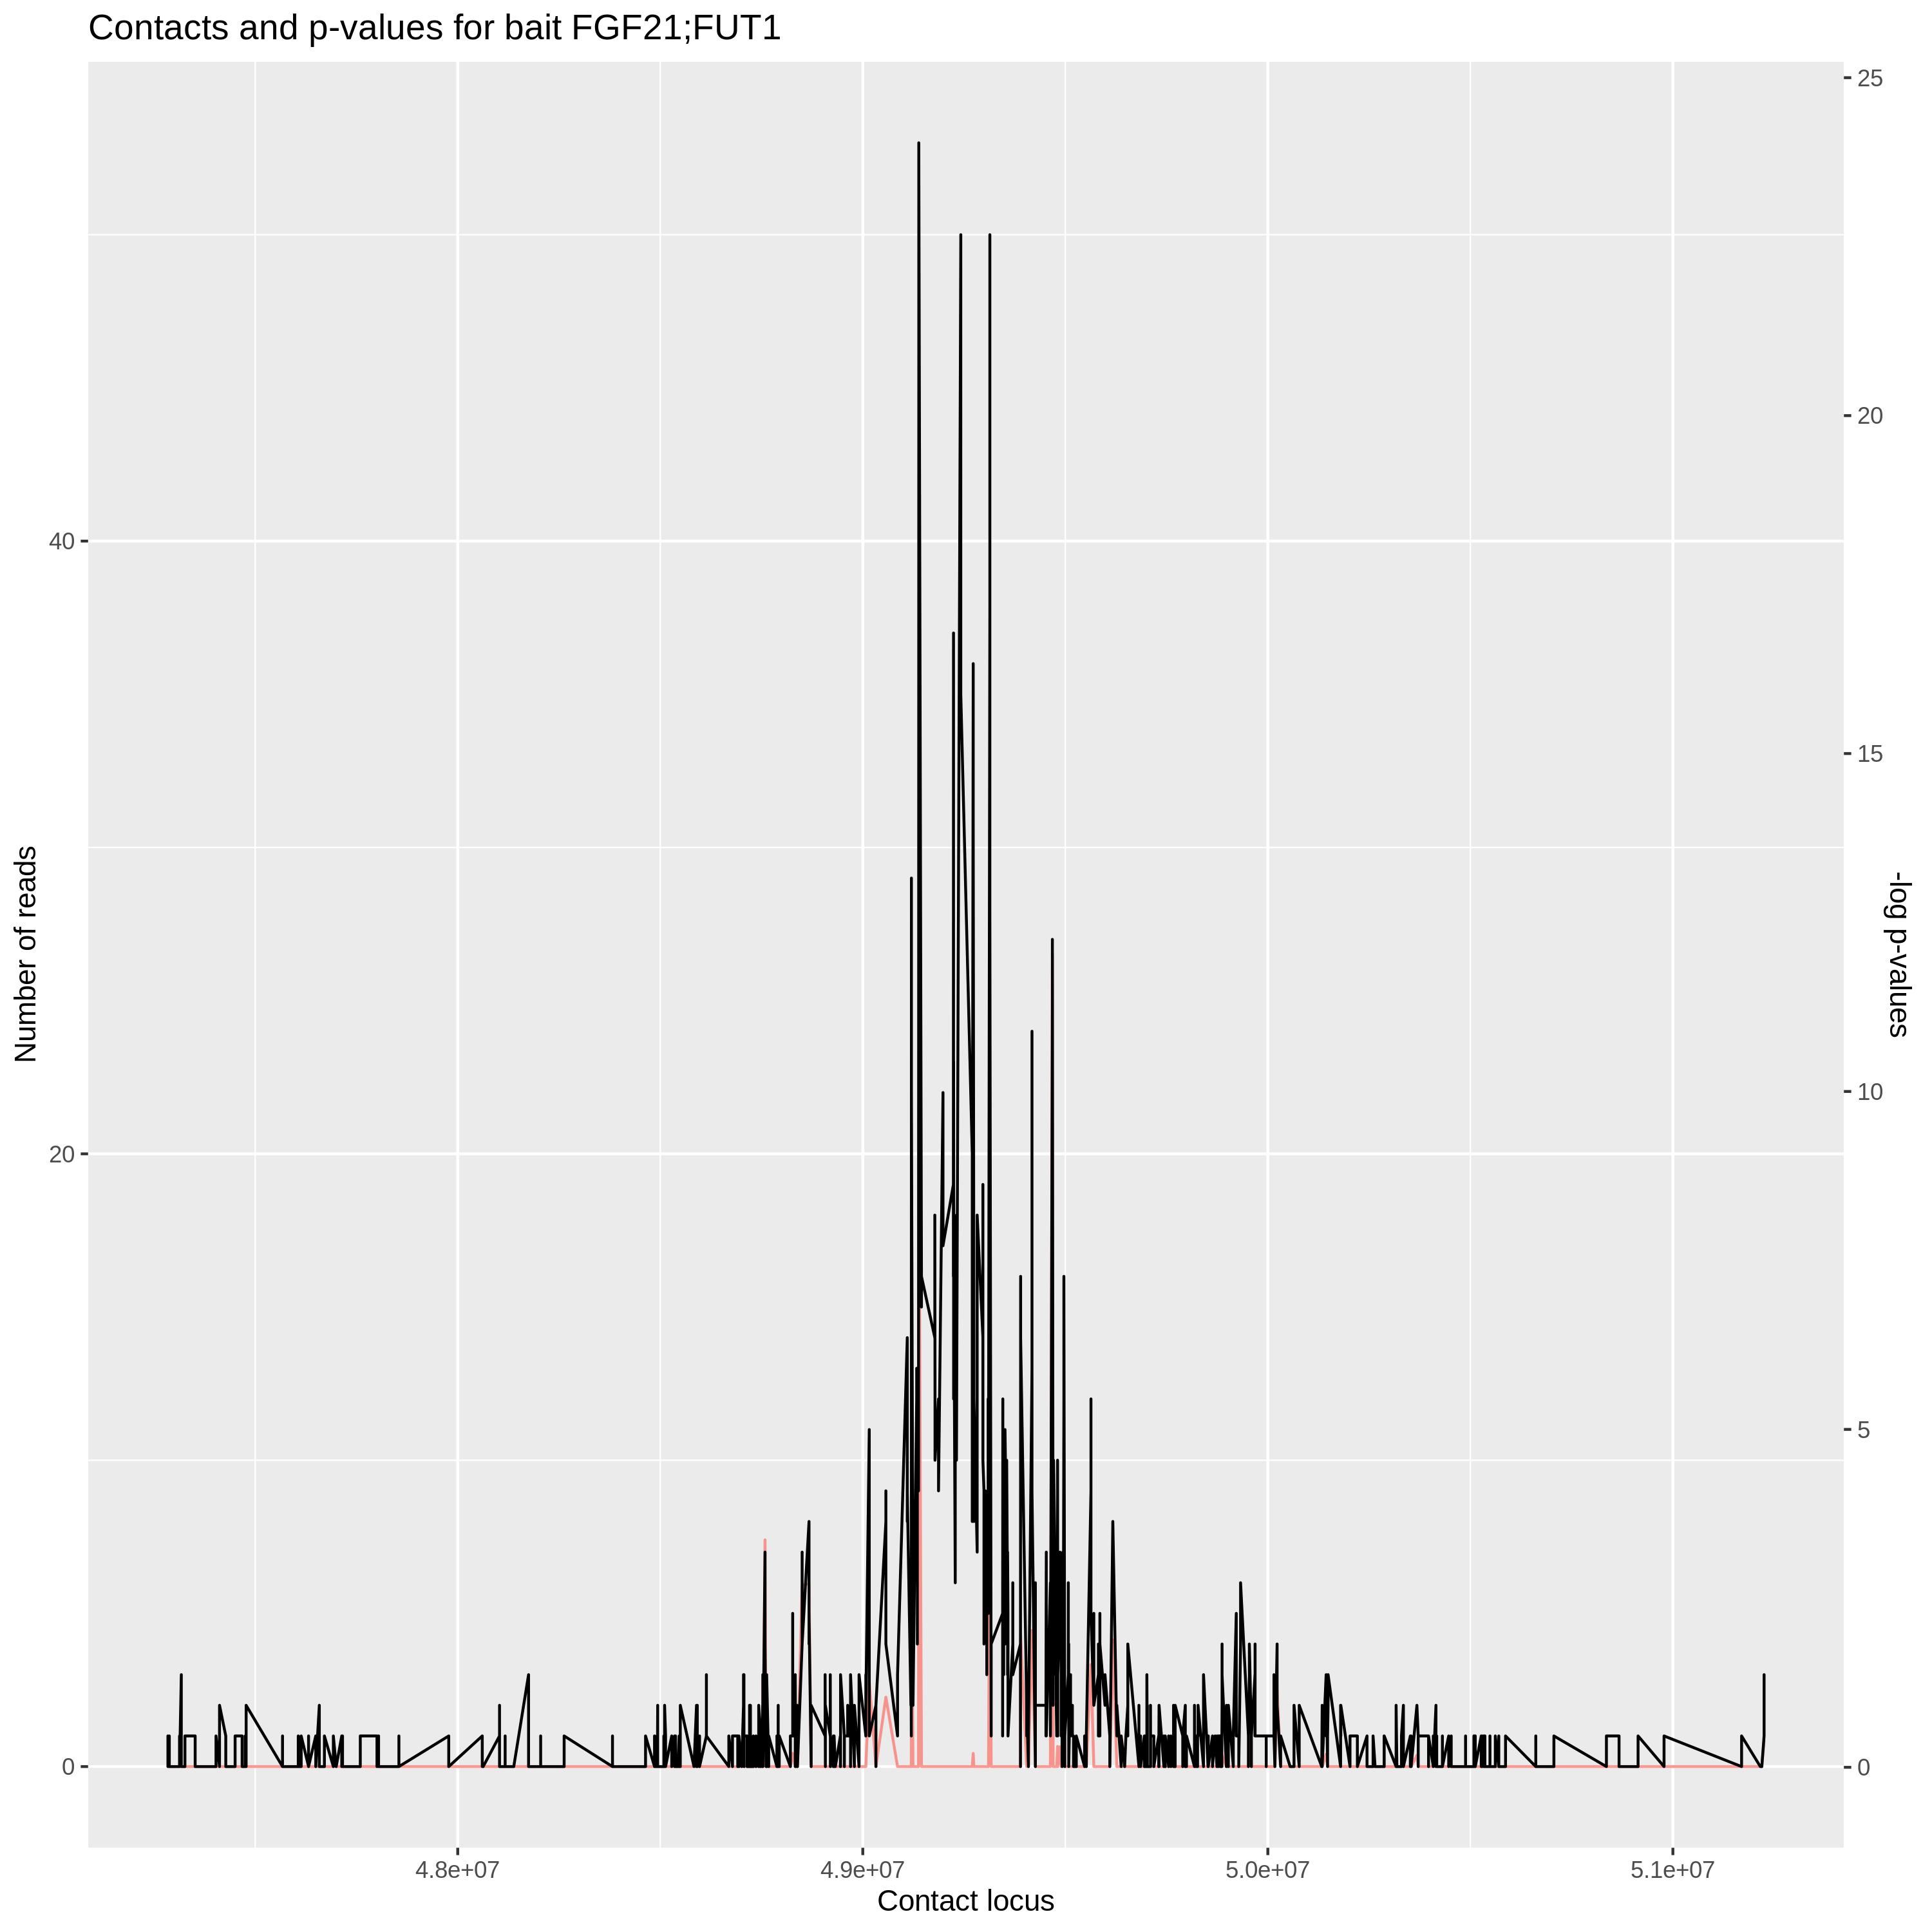 Contacts and p-values for bait FGF21;FUT1
25
20
15
10
5
0
40
20
0
Number of reads
-log p-values
4.8e+07 4.9e+07 5.0e+07 5.1e+07
Contact locus